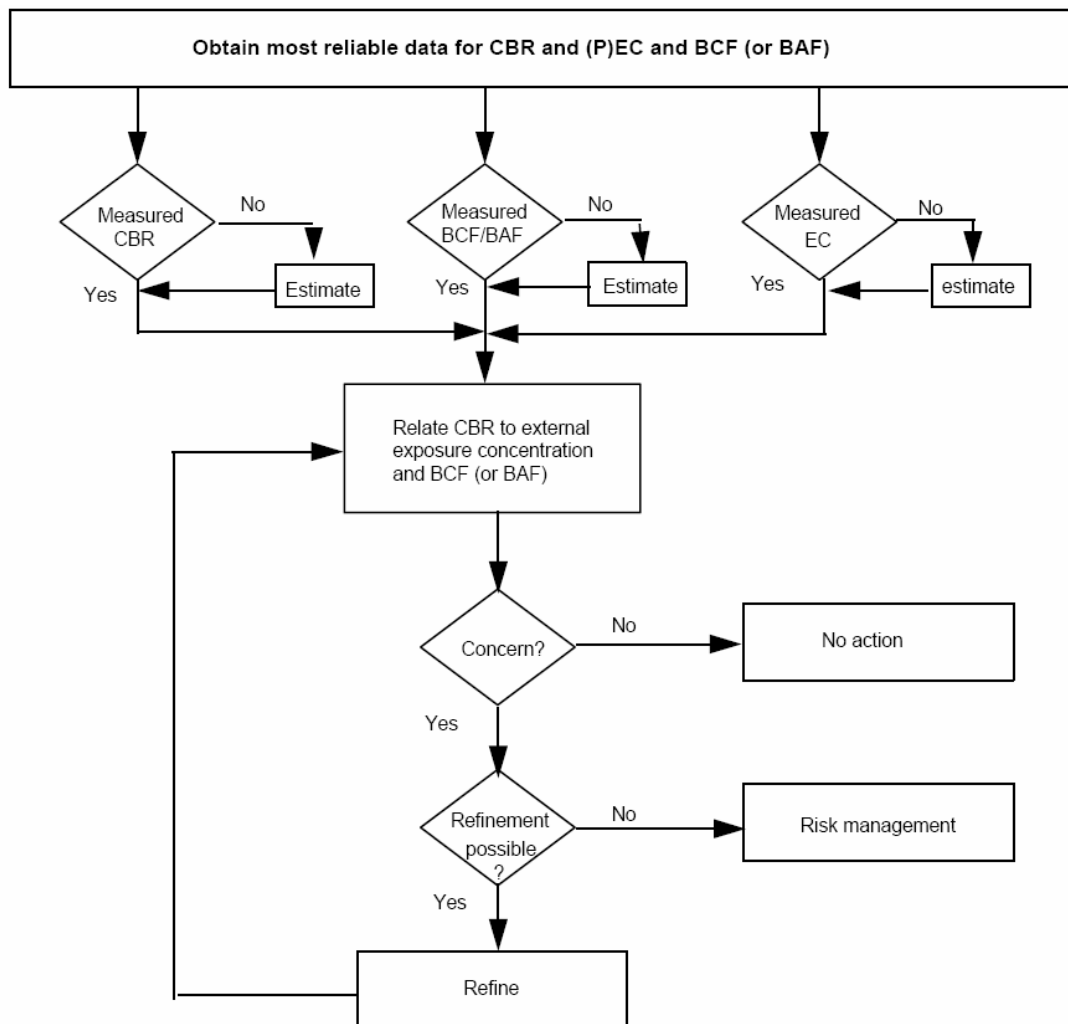 Obtain most reliable data for CBR and (P)EC and BCF (or BAF)
Measured
CBR
No
Estimate
Yes
Measured
BCF/BAF
No
Estimate
Yes
Measured
EC
No
estimate
Yes
Relate CBR to external
exposure concentration
and BCF (or BAF)
Concern?
No
No action
Yes
Refinement
possible
?
No
Risk management
Yes
Refine